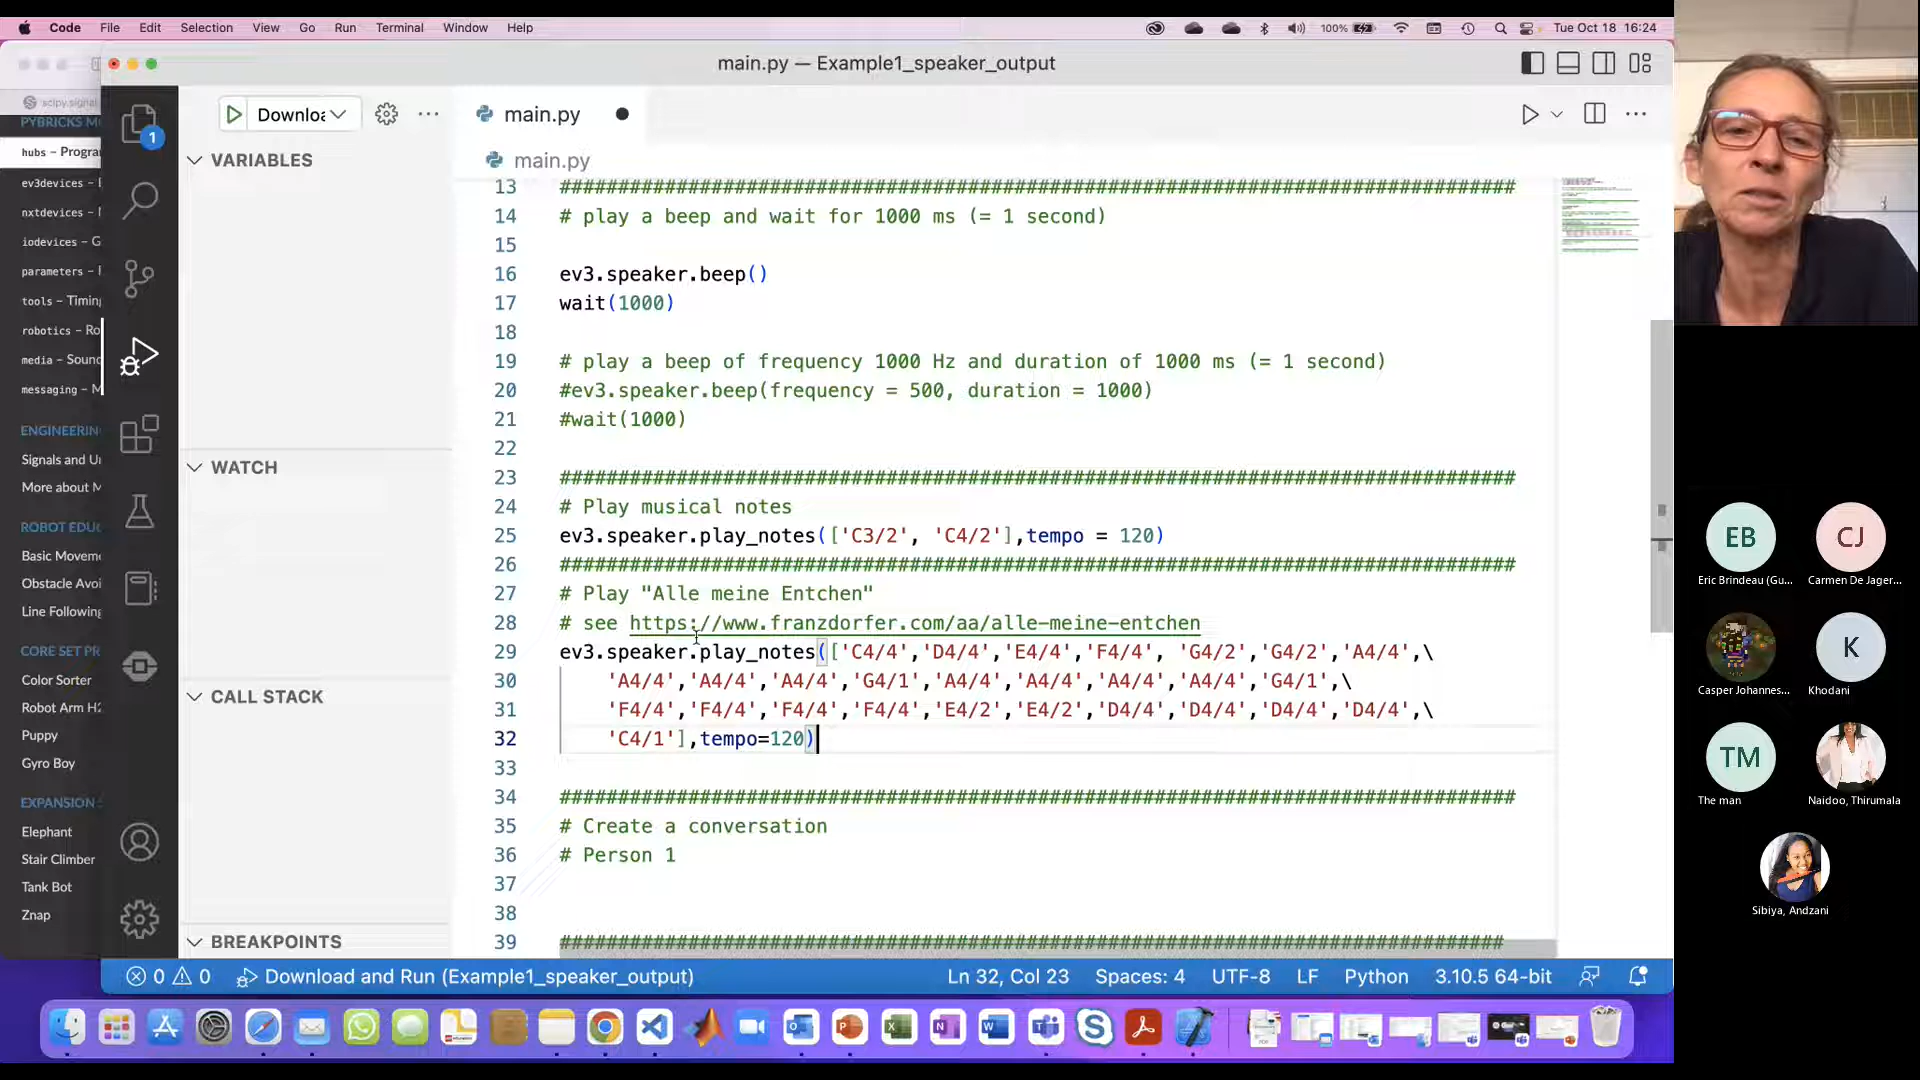 Code File Edit Selection View Go Run Terminal Window Help
100% Tue Oct 18 16:24
main.py — Example1_speaker_output
scipy.signal
PYBRICKS
hubs – Progra
ev3devices –
nxtdevices –
iodevices – G
parameters –
tools – Timin
robotics – Ro
media – Soun
messaging –
ENGINEERIN
Signals and U
More about M
ROBOT EDU
Basic Movem
Obstacle Avoi
Line Following
CORE SET PR
Color Sorter
Robot Arm H2
Puppy
Gyro Boy
EXPANSION
Elephant
Stair Climber
Tank Bot
Znap
1
Downloa
VARIABLES
WATCH
CALL STACK
BREAKPOINTS
main.py
main.py
13 ##################################################################################
14 # play a beep and wait for 1000 ms (= 1 second)
15
16 ev3.speaker.beep()
17 wait(1000)
18
19 # play a beep of frequency 1000 Hz and duration of 1000 ms (= 1 second)
20 #ev3.speaker.beep(frequency = 500, duration = 1000)
21 #wait(1000)
22
23 ##################################################################################
24 # Play musical notes
25 ev3.speaker.play_notes(['C3/2', 'C4/2'],tempo = 120)
26 ##################################################################################
27 # Play "Alle meine Entchen"
28 # see https://www.franzdorfer.com/aa/alle-meine-entchen
29 ev3.speaker.play_notes(['C4/4','D4/4','E4/4','F4/4', 'G4/2','G4/2','A4/4',\
30 'A4/4','A4/4','A4/4','G4/1','A4/4','A4/4','A4/4','A4/4','G4/1',\
31 'F4/4','F4/4','F4/4','F4/4','E4/2','E4/2','D4/4','D4/4','D4/4','D4/4',\
32 'C4/1'],tempo=120)
33
34 ##################################################################################
35 # Create a conversation
36 # Person 1
37
38
39 #################################################################################
0 0 Download and Run (Example1_speaker_output) Ln 32, Col 23 Spaces: 4 UTF-8 LF Python 3.10.5 64-bit
EB
Eric Brindeau (Gu...
CJ
Carmen De Jager...
Casper Johannes...
K
Khodani
TM
The man
Naidoo, Thirumala
Sibiya, Andzani